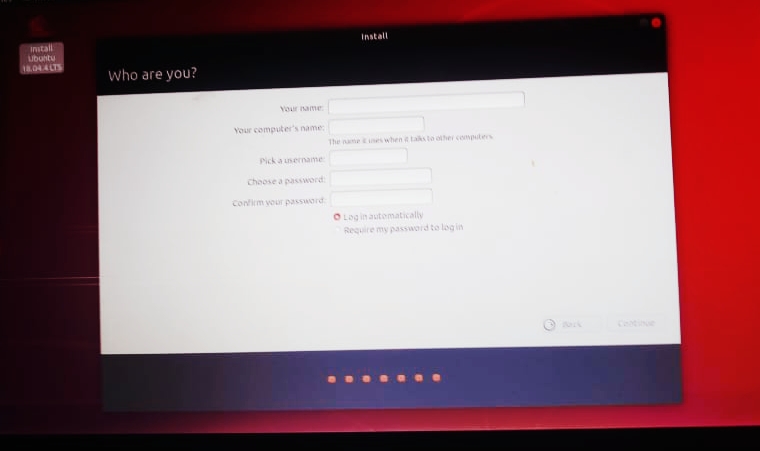 Install
Install
Ubuntu
18.04.4 LTS
Who are you?
Your name:
Your computer's name:
The name it uses when it talks to other computers.
Pick a username:
Choose a password:
Confirm your password:
Log in automatically
Require my password to log in
Back
Continue